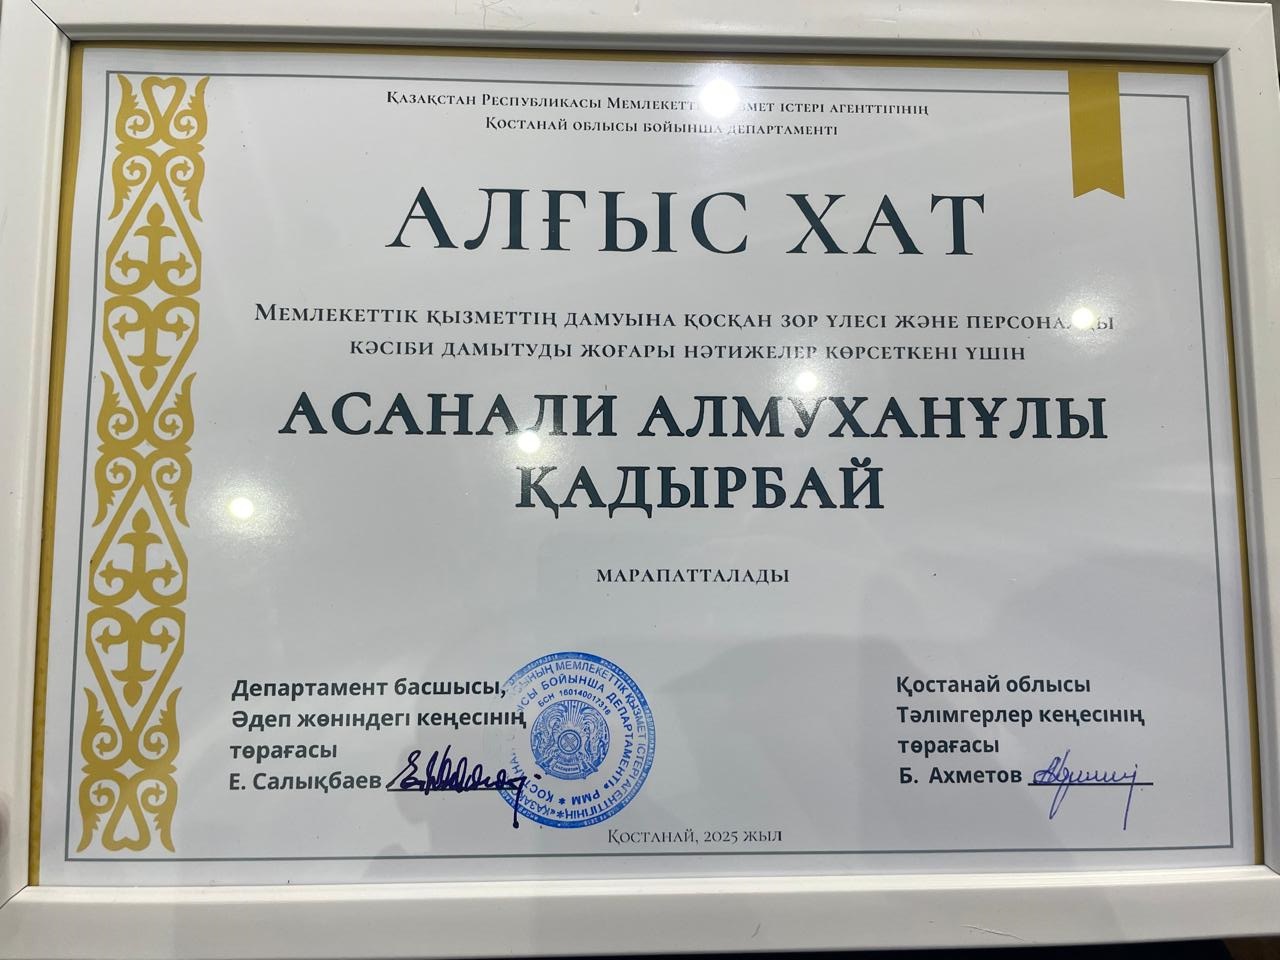 Қазақстан Республикасы Мемлекеттік қызмет істері агенттігінің
Қостанай облысы бойынша департаменті
АЛҒЫС ХАТ
Мемлекеттік қызметтің дамуына қосқан зор үлесі және персоналды
кәсіби дамытуды жоғары нәтижелер көрсеткені үшін
АСАНАЛИ АЛМУХАНҰЛЫ
ҚАДЫРБАЙ
МАРАПАТТАЛАДЫ
Департамент басшысы,
Әдеп жөніндегі кеңесінің
төрағасы
Е. Салықбаев
БСН 160140017316
Қостанай облысы
Тәлімгерлер кеңесінің
төрағасы
Б. Ахметов
Қостанай, 2025 жыл